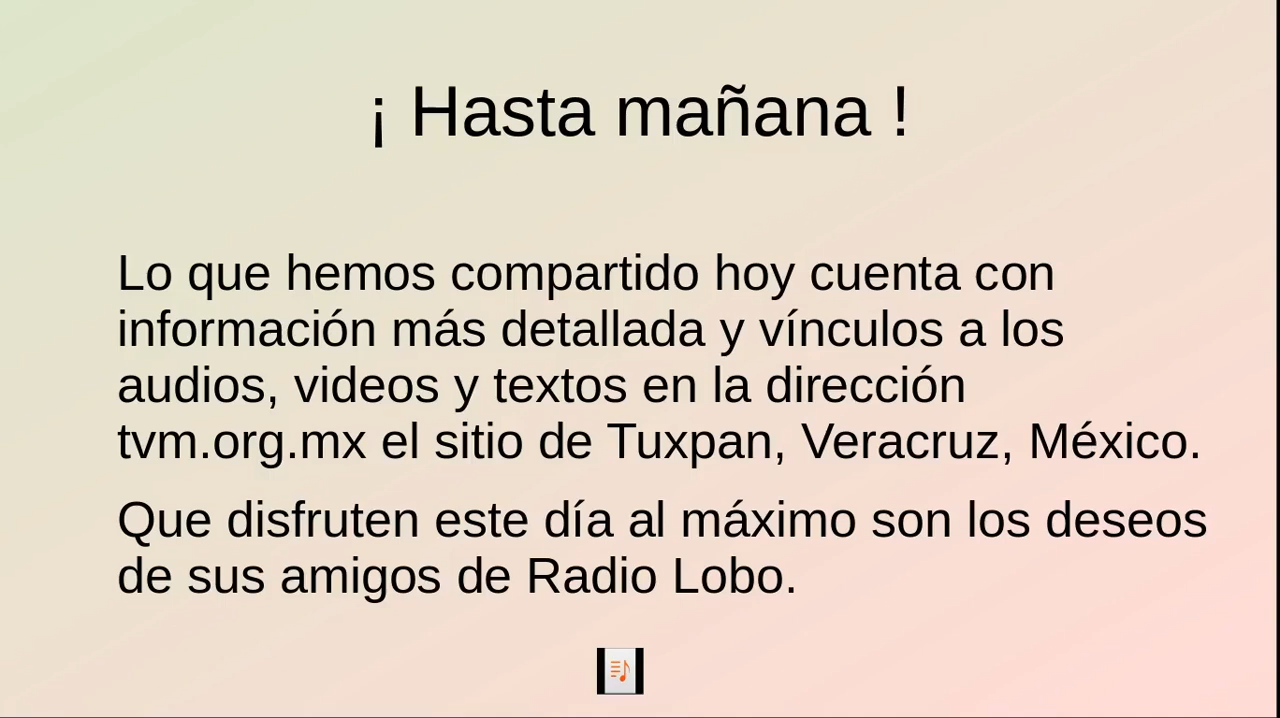 ¡ Hasta mañana !
Lo que hemos compartido hoy cuenta con
información más detallada y vínculos a los
audios, videos y textos en la dirección
tvm.org.mx el sitio de Tuxpan, Veracruz, México.
Que disfruten este día al máximo son los deseos
de sus amigos de Radio Lobo.